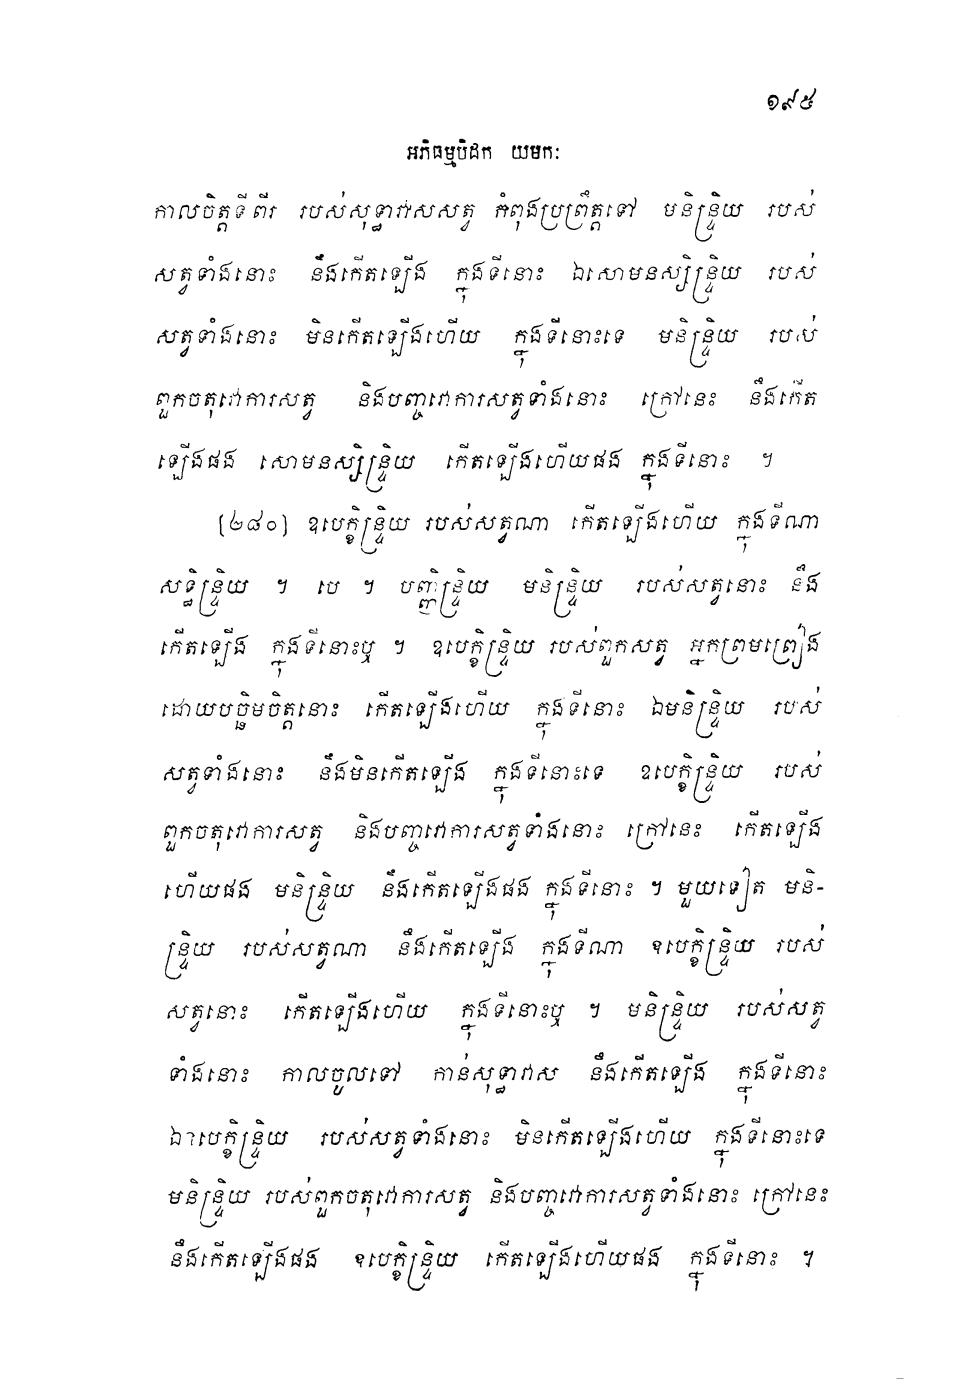 ១៩៥
អភិធម្មបិដក យមកៈ
កាលចិត្តទីពីរ របស់សុទ្ធាវាសសត្វ កំពុងប្រព្រឹត្តទៅ មនិន្ទ្រិយ របស់
សត្វទាំងនោះ នឹងកើតឡើង ក្នុងទីនោះ ឯសោមនស្សិន្ទ្រិយ របស់
សត្វទាំងនោះ មិនកើតឡើងហើយ ក្នុងទីនោះទេ មនិន្ទ្រិយ របស់
ពួកចតុវោការសត្វ និងបញ្ចវោការសត្វទាំងនោះ ក្រៅនេះ នឹងកើត
ឡើងផង សោមនស្សិន្ទ្រិយ កើតឡើងហើយផង ក្នុងទីនោះ ។
[២៨០] ឧបេក្ខិន្ទ្រិយ របស់សត្វណា កើតឡើងហើយ ក្នុងទីណា
សទ្ធិន្ទ្រិយ ។ បេ ។ បញ្ញិន្ទ្រិយ មនិន្ទ្រិយ របស់សត្វនោះ នឹង
កើតឡើង ក្នុងទីនោះឬ ។ ឧបេក្ខិន្ទ្រិយ របស់ពួកសត្វ អ្នកព្រមព្រៀង
ដោយបច្ឆិមចិត្តនោះ កើតឡើងហើយ ក្នុងទីនោះ ឯមនិន្ទ្រិយ របស់
សត្វទាំងនោះ នឹងមិនកើតឡើង ក្នុងទីនោះទេ ឧបេក្ខិន្ទ្រិយ របស់
ពួកចតុវោការសត្វ និងបញ្ចវោការសត្វទាំងនោះ ក្រៅនេះ កើតឡើង
ហើយផង មនិន្ទ្រិយ នឹងកើតឡើងផង ក្នុងទីនោះ ។ មួយទៀត មនិ-
ន្ទ្រិយ របស់សត្វណា នឹងកើតឡើង ក្នុងទីណា ឧបេក្ខិន្ទ្រិយ របស់
សត្វនោះ កើតឡើងហើយ ក្នុងទីនោះឬ ។ មនិន្ទ្រិយ របស់សត្វ
ទាំងនោះ កាលចូលទៅ កាន់សុទ្ធាវាស នឹងកើតឡើង ក្នុងទីនោះ
ឯឧបេក្ខិន្ទ្រិយ របស់សត្វទាំងនោះ មិនកើតឡើងហើយ ក្នុងទីនោះទេ
មនិន្ទ្រិយ របស់ពួកចតុវោការសត្វ និងបញ្ចវោការសត្វទាំងនោះ ក្រៅនេះ
នឹងកើតឡើងផង ឧបេក្ខិន្ទ្រិយ កើតឡើងហើយផង ក្នុងទីនោះ ។